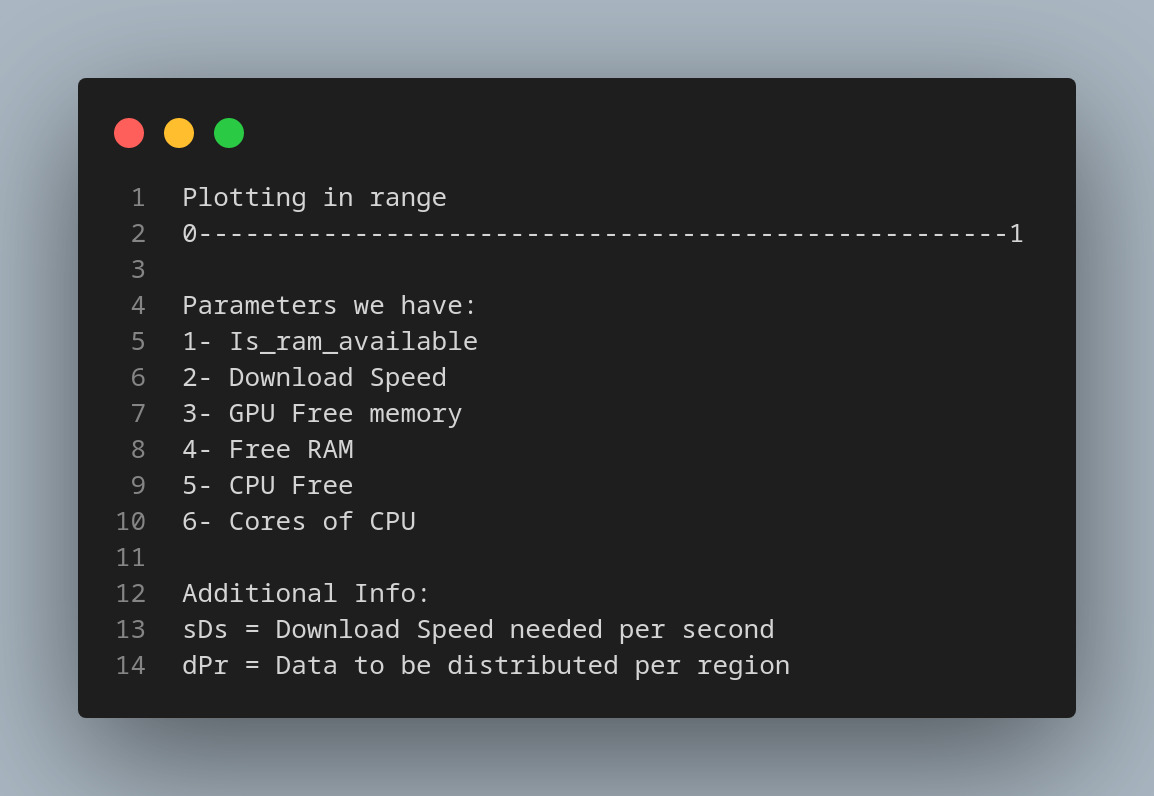 1 Plotting in range
2 0----------------------------------------------------1
3
4 Parameters we have:
5 1- Is_ram_available
6 2- Download Speed
7 3- GPU Free memory
8 4- Free RAM
9 5- CPU Free
10 6- Cores of CPU
11
12 Additional Info:
13 sDs = Download Speed needed per second
14 dPr = Data to be distributed per region